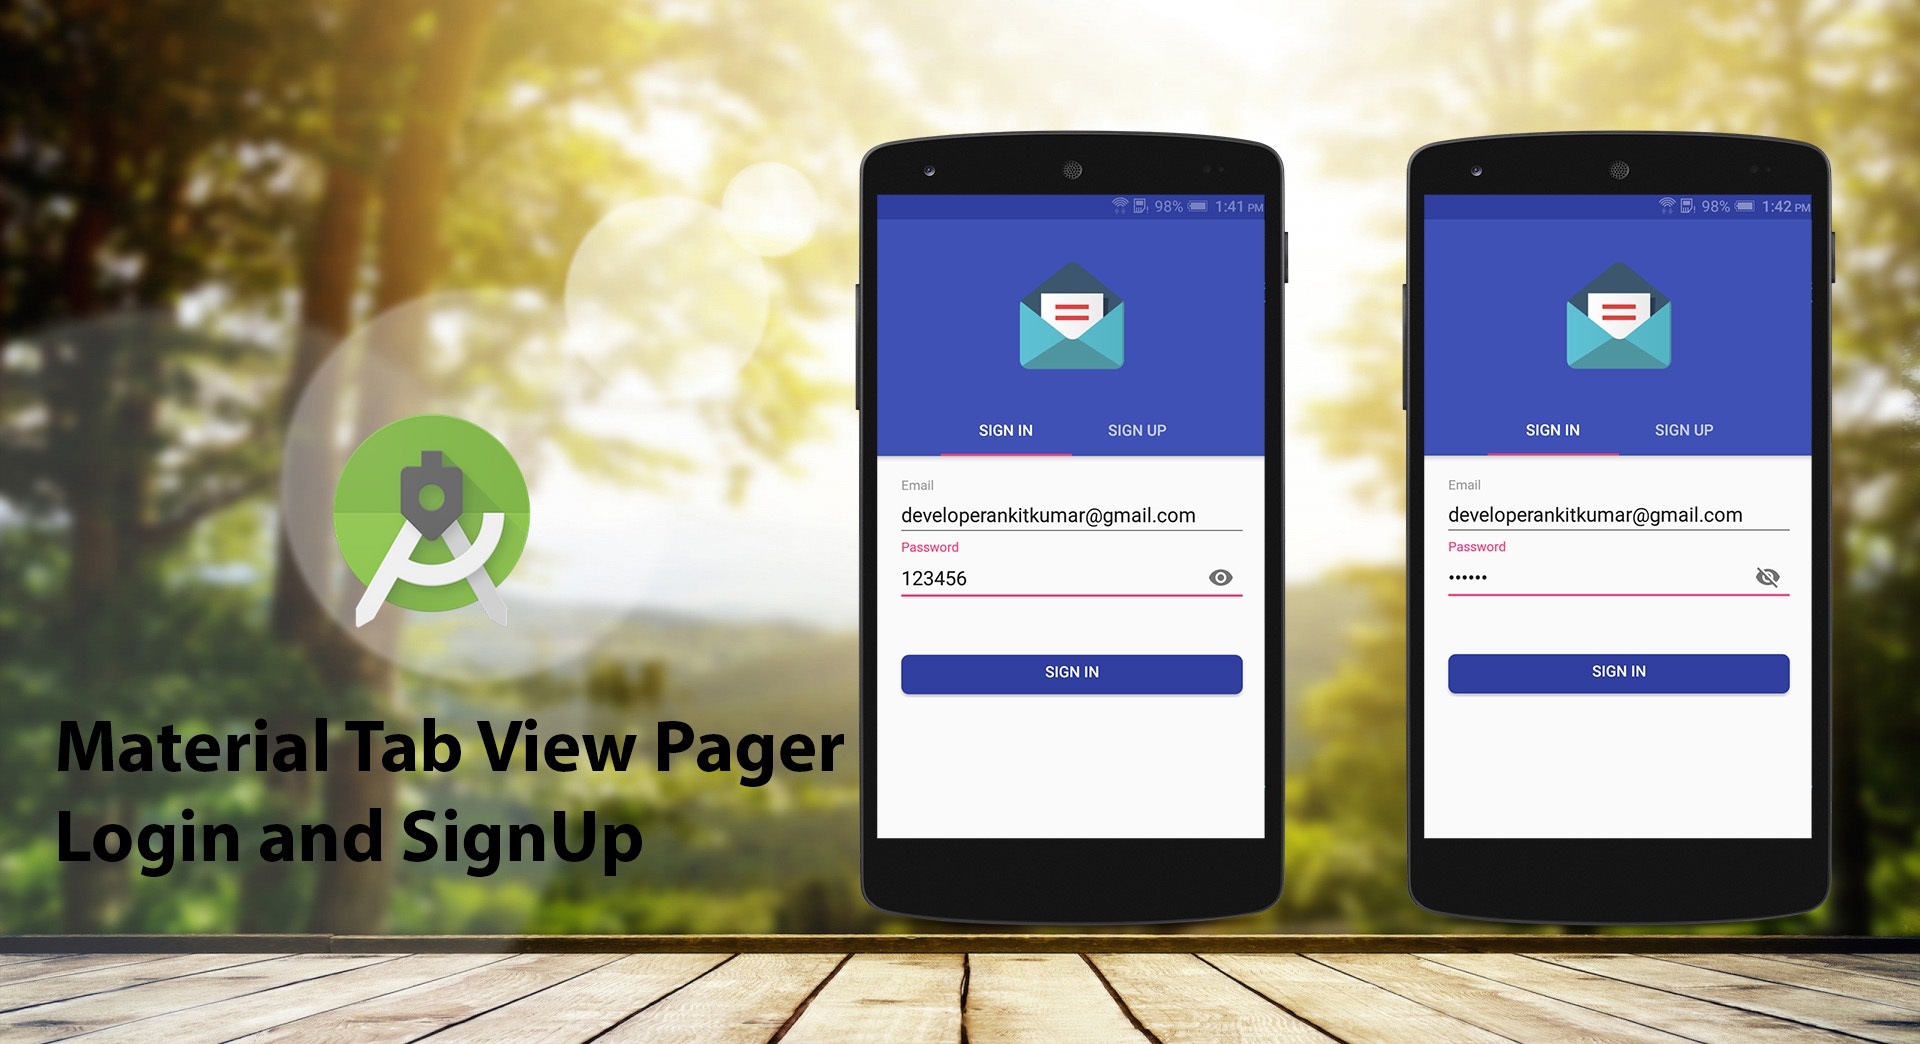 Material Tab View Pager
Login and SignUp
98% 1:41 PM
SIGN IN SIGN UP
Email
developerankitkumar@gmail.com
Password
123456
SIGN IN
98% 1:42 PM
SIGN IN SIGN UP
Email
developerankitkumar@gmail.com
Password
••••••
SIGN IN